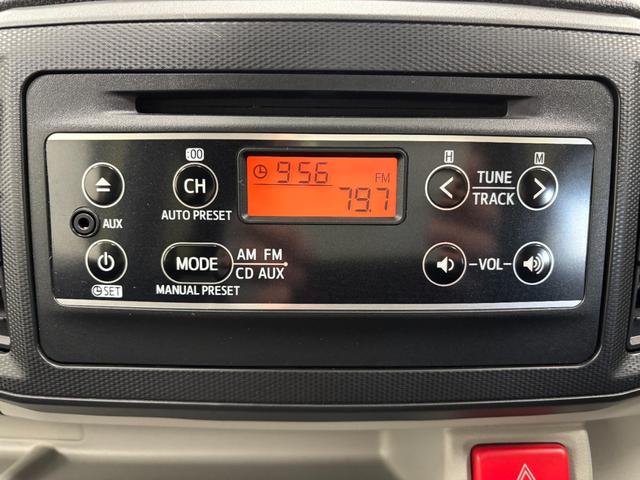 :00
H
M
9 56
FM
79.7
CH
AUTO PRESET
TUNE
TRACK
AUX
MODE
AM FM
CD AUX
MANUAL PRESET
-VOL-
SET